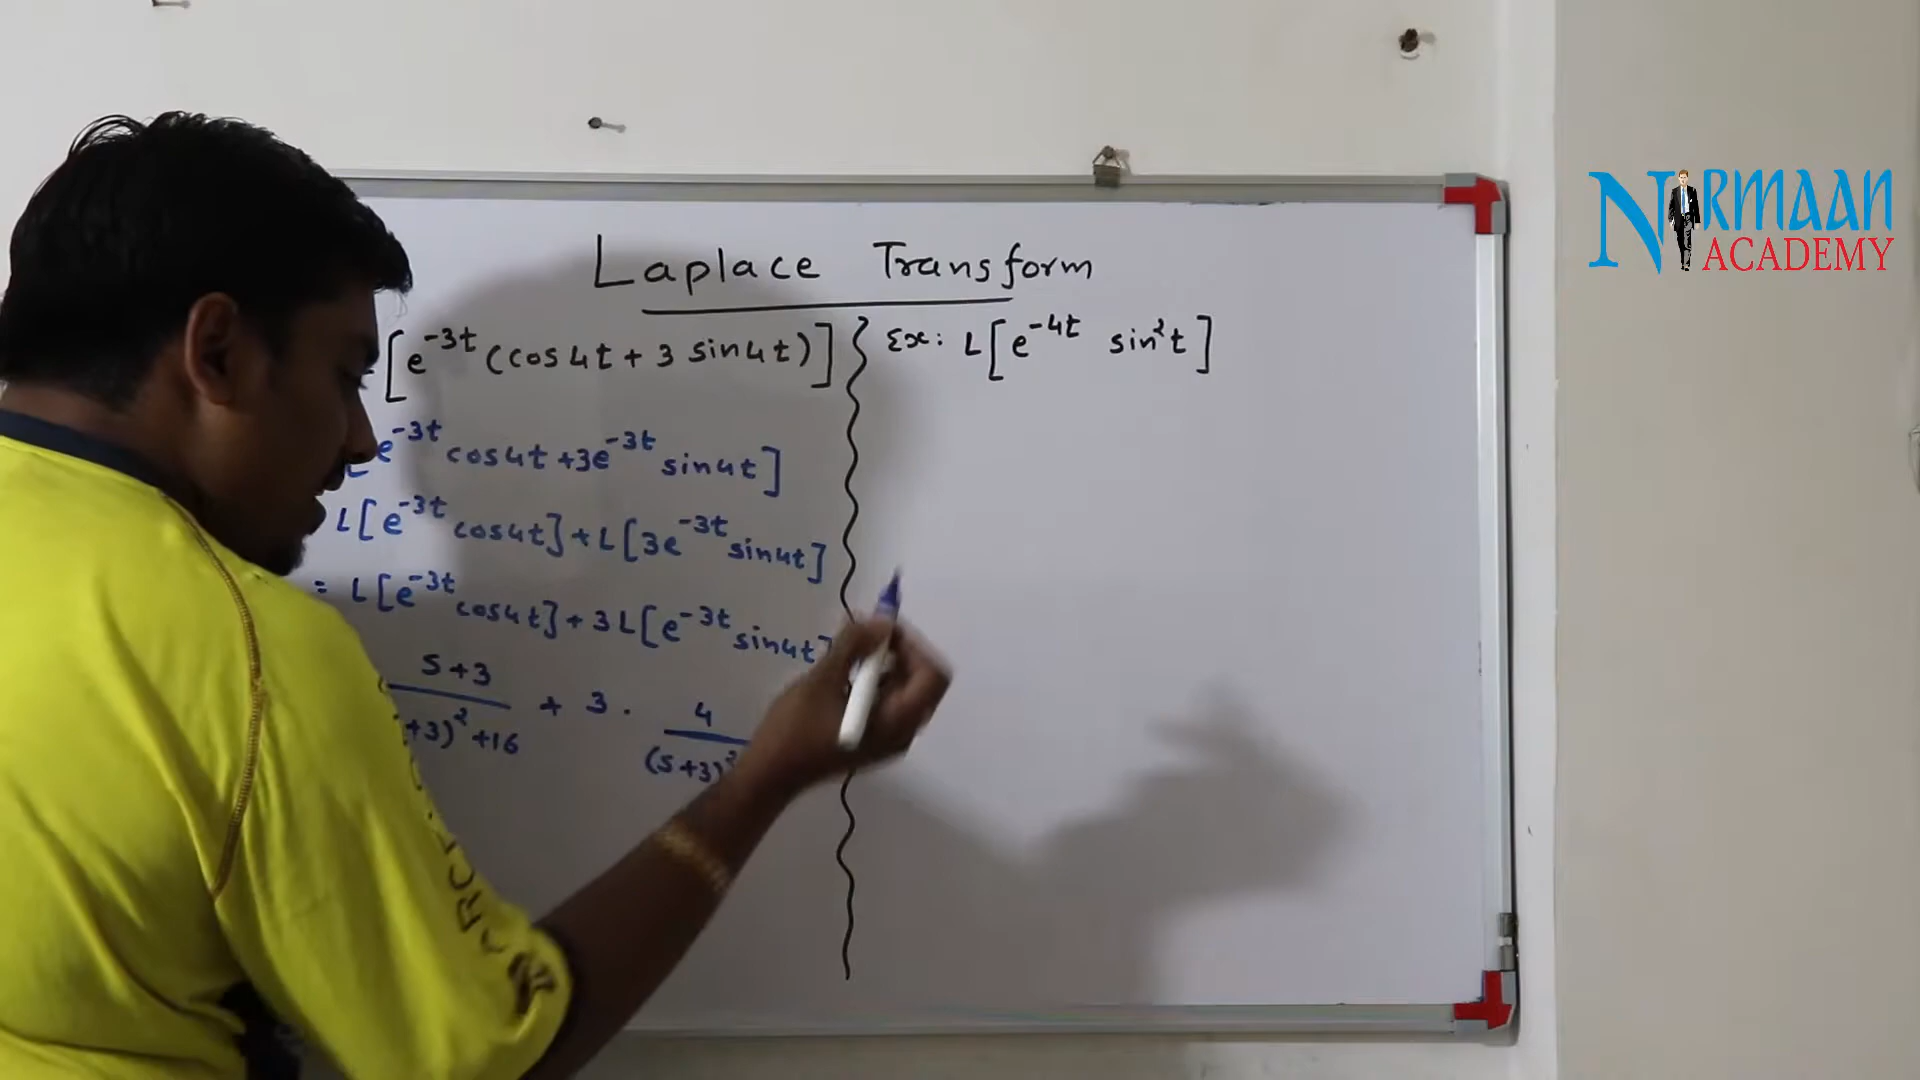 NIRMAAN
ACADEMY
Laplace Transform
[e⁻³ᵗ (cos4t + 3 sin4t)]
e⁻³ᵗ cos4t + 3e⁻³ᵗ sin4t]
L[e⁻³ᵗ cos4t] + L[3e⁻³ᵗ sin4t]
= L[e⁻³ᵗ cos4t] + 3L[e⁻³ᵗ sin4t]
s+3 + 3 · 4
+3)² + 16 (s+3)²
Ex: L[e⁻⁴ᵗ sin²t]